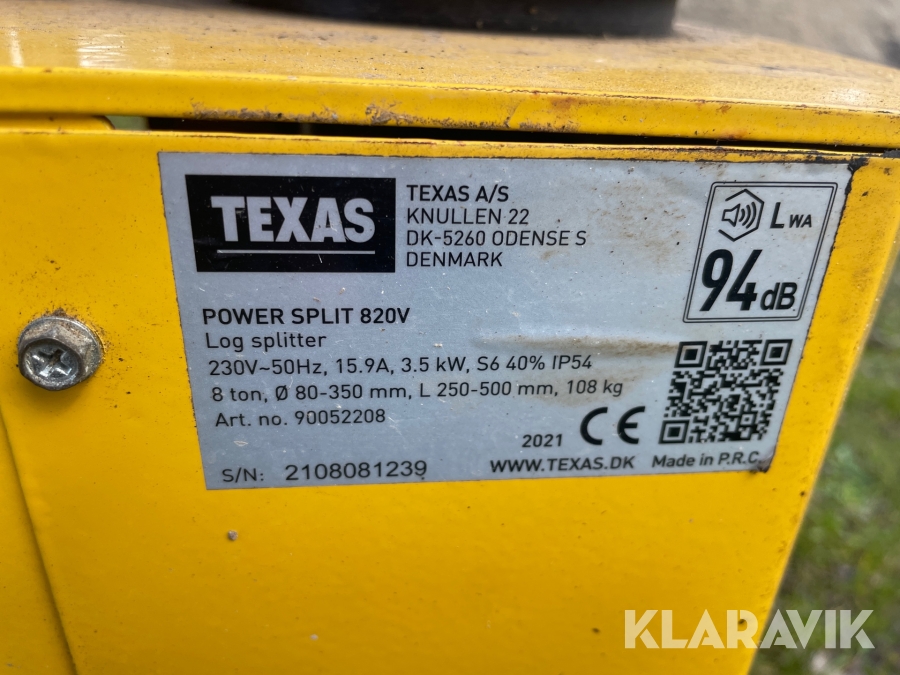 TEXAS
TEXAS A/S
KNULLEN 22
DK-5260 ODENSE S
DENMARK
LWA
94dB
POWER SPLIT 820V
Log splitter
230V~50Hz, 15.9A, 3.5 kW, S6 40% IP54
8 ton, Ø 80-350 mm, L 250-500 mm, 108 kg
Art. no. 90052208
2021 CE
S/N: 2108081239
WWW.TEXAS.DK Made in P.R.C.
KLARAVIK